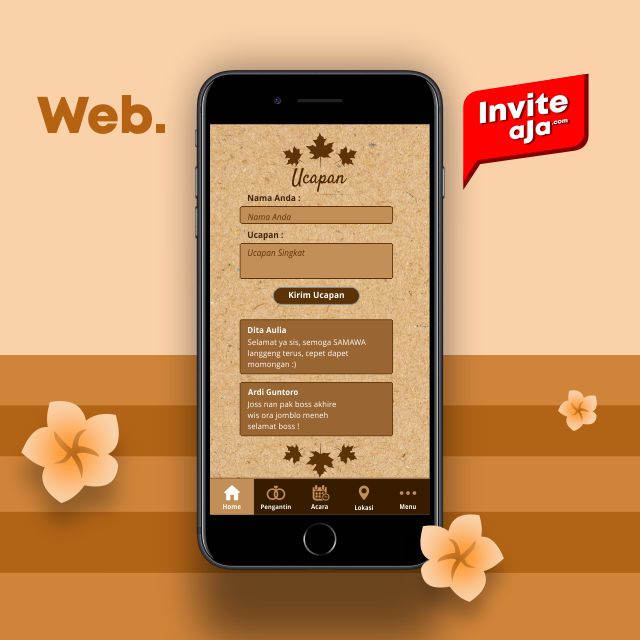 Web.
Invite
aja.com
Ucapan
Nama Anda :
Nama Anda
Ucapan :
Ucapan Singkat
Kirim Ucapan
Dita Aulia
Selamat ya sis, semoga SAMAWA
langgeng terus, cepet dapet
momongan :)
Ardi Guntoro
Joss nan pak boss akhire
wis ora jomblo meneh
selamat boss !
Home Pengantin Acara Lokasi Menu